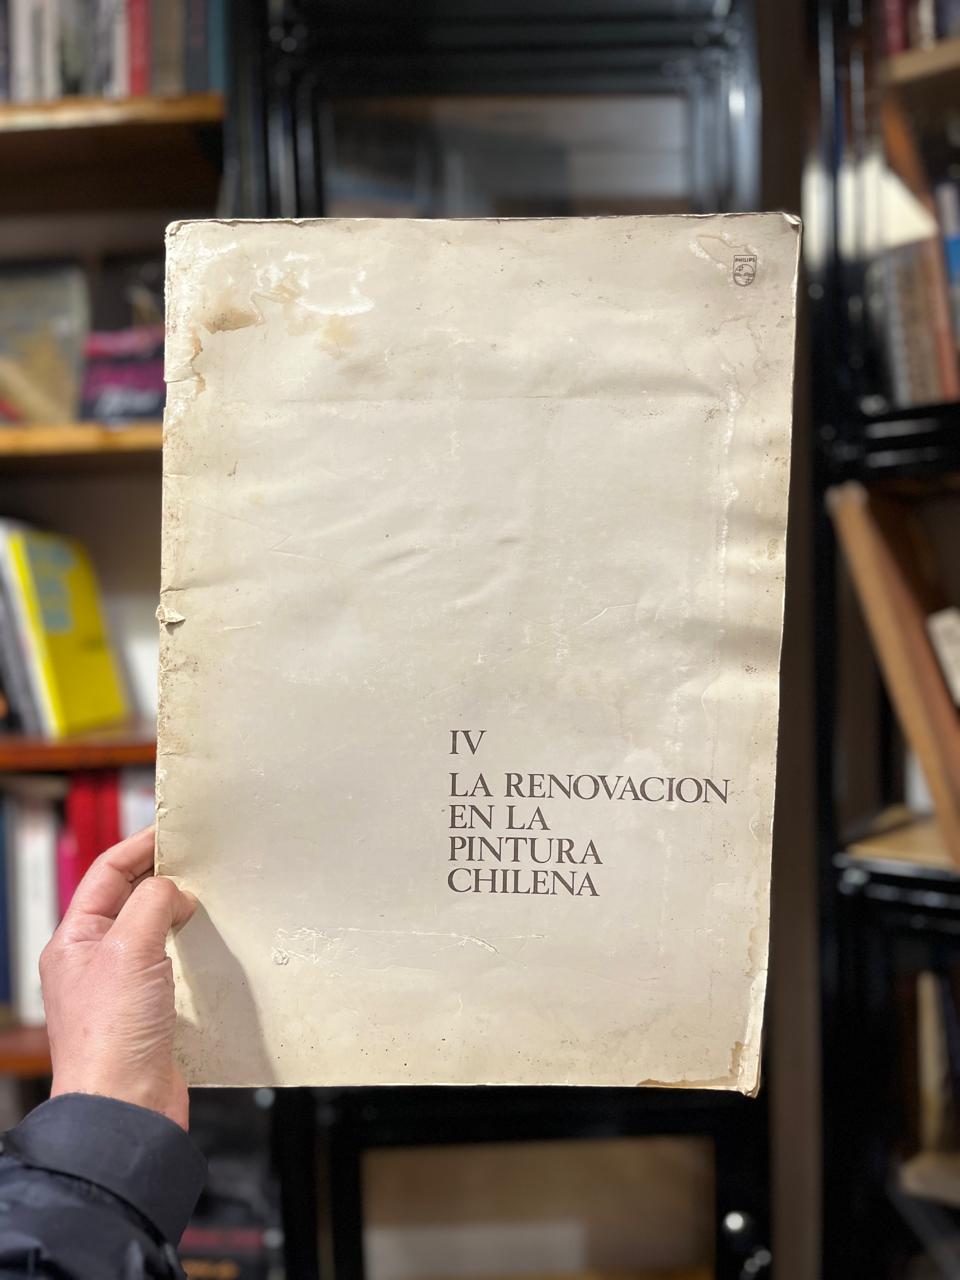 PHILIPS
IV
LA RENOVACION
EN LA
PINTURA
CHILENA